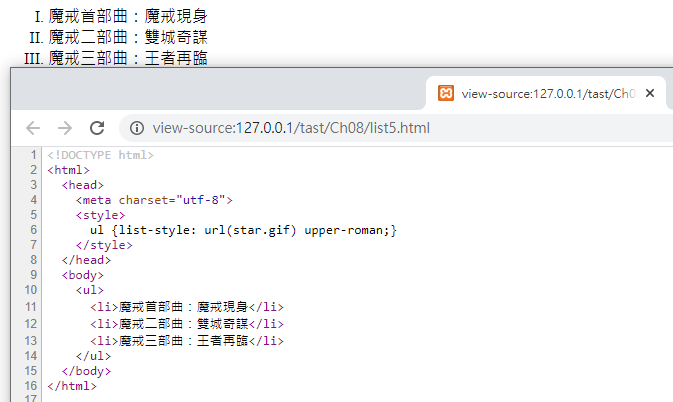 I. 魔戒首部曲：魔戒現身
II. 魔戒二部曲：雙城奇謀
III. 魔戒三部曲：王者再臨
view-source:127.0.0.1/tast/Ch0
view-source:127.0.0.1/tast/Ch08/list5.html
1 <!DOCTYPE html>
2 <html>
3 <head>
4 <meta charset="utf-8">
5 <style>
6 ul {list-style: url(star.gif) upper-roman;}
7 </style>
8 </head>
9 <body>
10 <ul>
11 <li>魔戒首部曲：魔戒現身</li>
12 <li>魔戒二部曲：雙城奇謀</li>
13 <li>魔戒三部曲：王者再臨</li>
14 </ul>
15 </body>
16 </html>
17